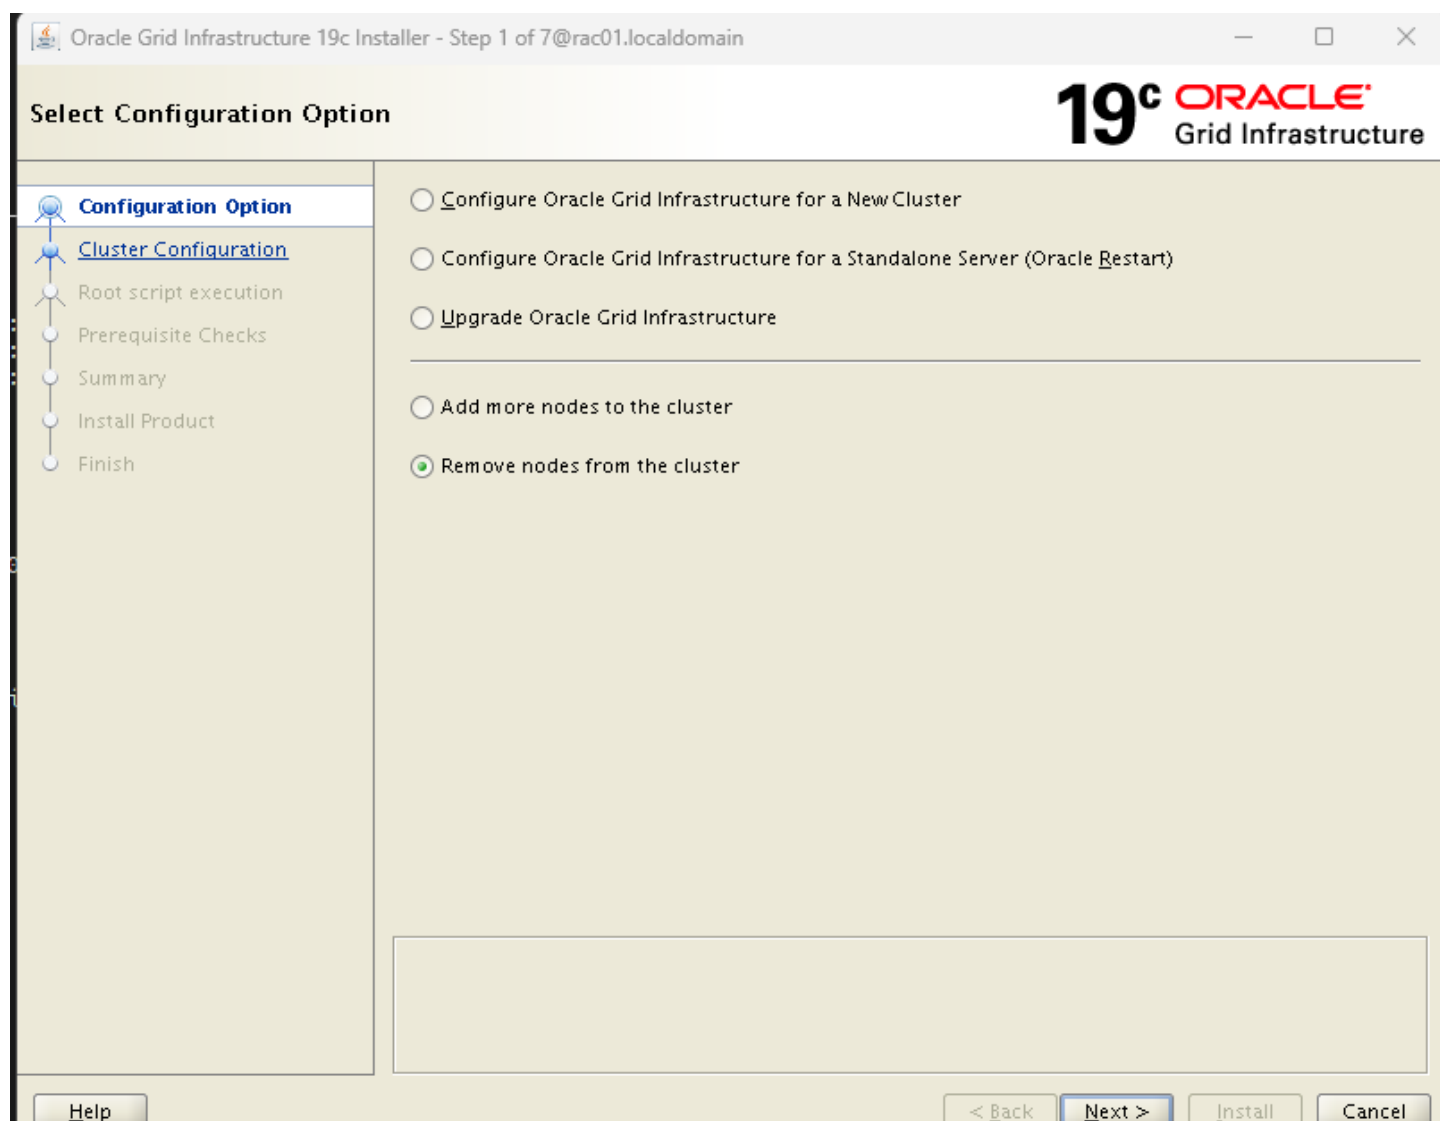 Oracle Grid Infrastructure 19c Installer - Step 1 of 7@rac01.localdomain
Select Configuration Option
19c ORACLE
Grid Infrastructure
Configuration Option
Cluster Configuration
Root script execution
Prerequisite Checks
Summary
Install Product
Finish
Configure Oracle Grid Infrastructure for a New Cluster
Configure Oracle Grid Infrastructure for a Standalone Server (Oracle Restart)
Upgrade Oracle Grid Infrastructure
Add more nodes to the cluster
Remove nodes from the cluster
Help
< Back
Next >
Install
Cancel